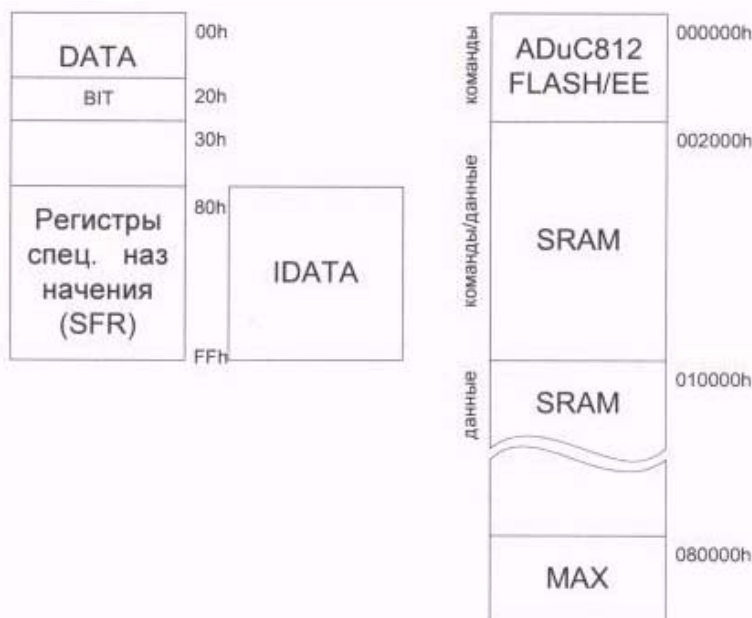 DATA
00h
BIT
20h
30h
Регистры
спец. наз
начения
(SFR)
80h
FFh
IDATA
команды
ADuC812
FLASH/EE
000000h
команды/данные
SRAM
002000h
данные
SRAM
010000h
MAX
080000h